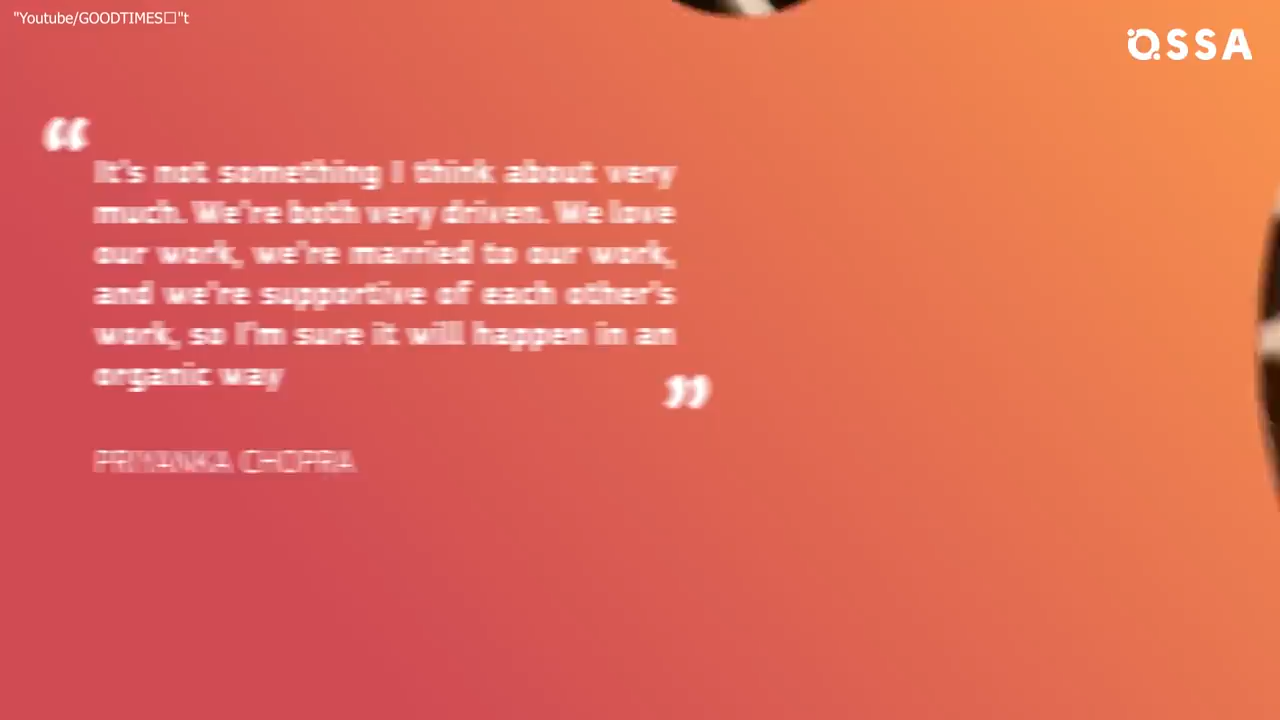 "Youtube/GOODTIMES□"t
QSSA
“
It's not something I think about very
much. We're both very driven. We love
our work, we're married to our work,
and we're supportive of each other's
work, so I'm sure it will happen in an
organic way
”
PRIYANKA CHOPRA